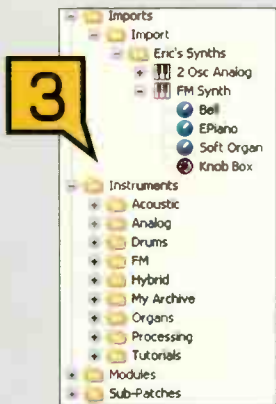 3
Imports
Import
Eric's Synths
2 Osc Analog
FM Synth
Bell
EPiano
Soft Organ
Knob Box
Instruments
Acoustic
Analog
Drums
FM
Hybrid
My Archive
Organs
Processing
Tutorials
Modules
Sub-Patches